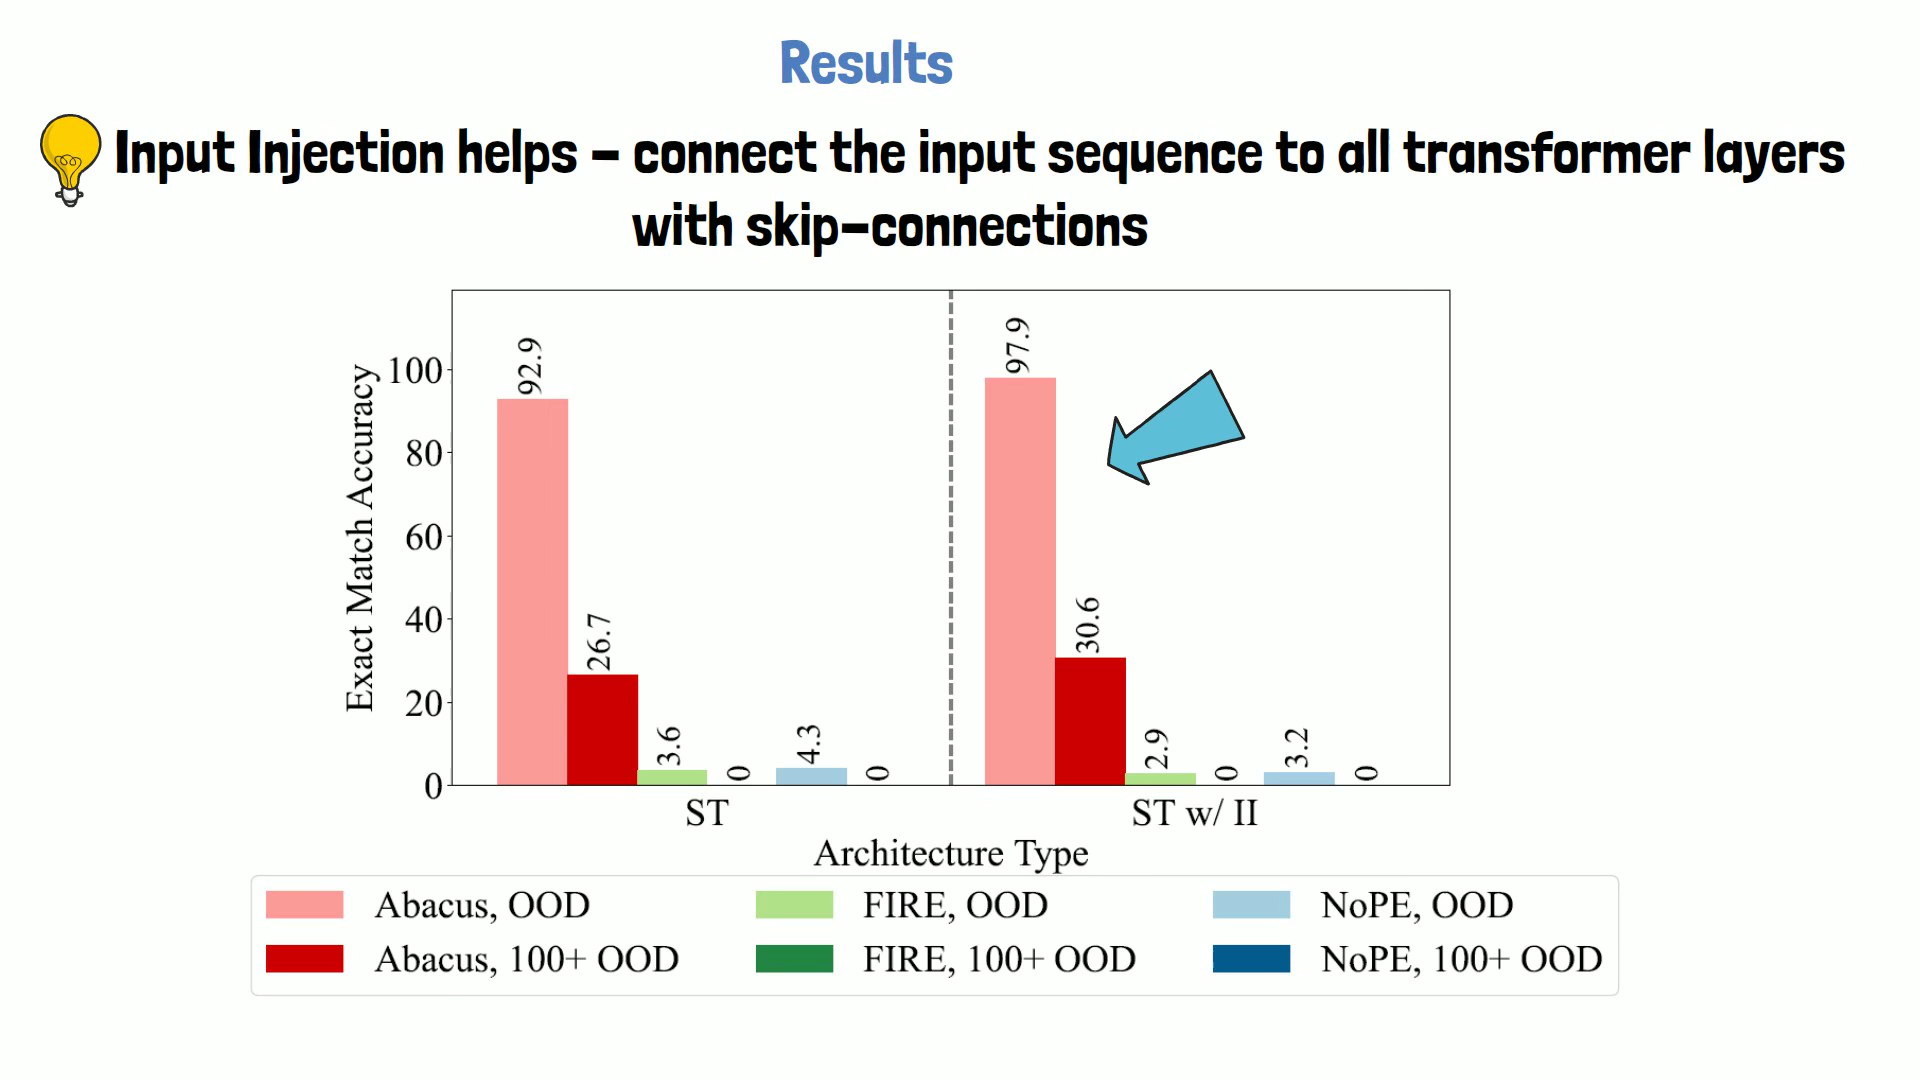 Results
Input Injection helps - connect the input sequence to all transformer layers
with skip-connections
Exact Match Accuracy
100
80
60
40
20
0
92.9
26.7
3.6
0
4.3
0
97.9
30.6
2.9
0
3.2
0
ST
ST w/ II
Architecture Type
Abacus, OOD
FIRE, OOD
NoPE, OOD
Abacus, 100+ OOD
FIRE, 100+ OOD
NoPE, 100+ OOD